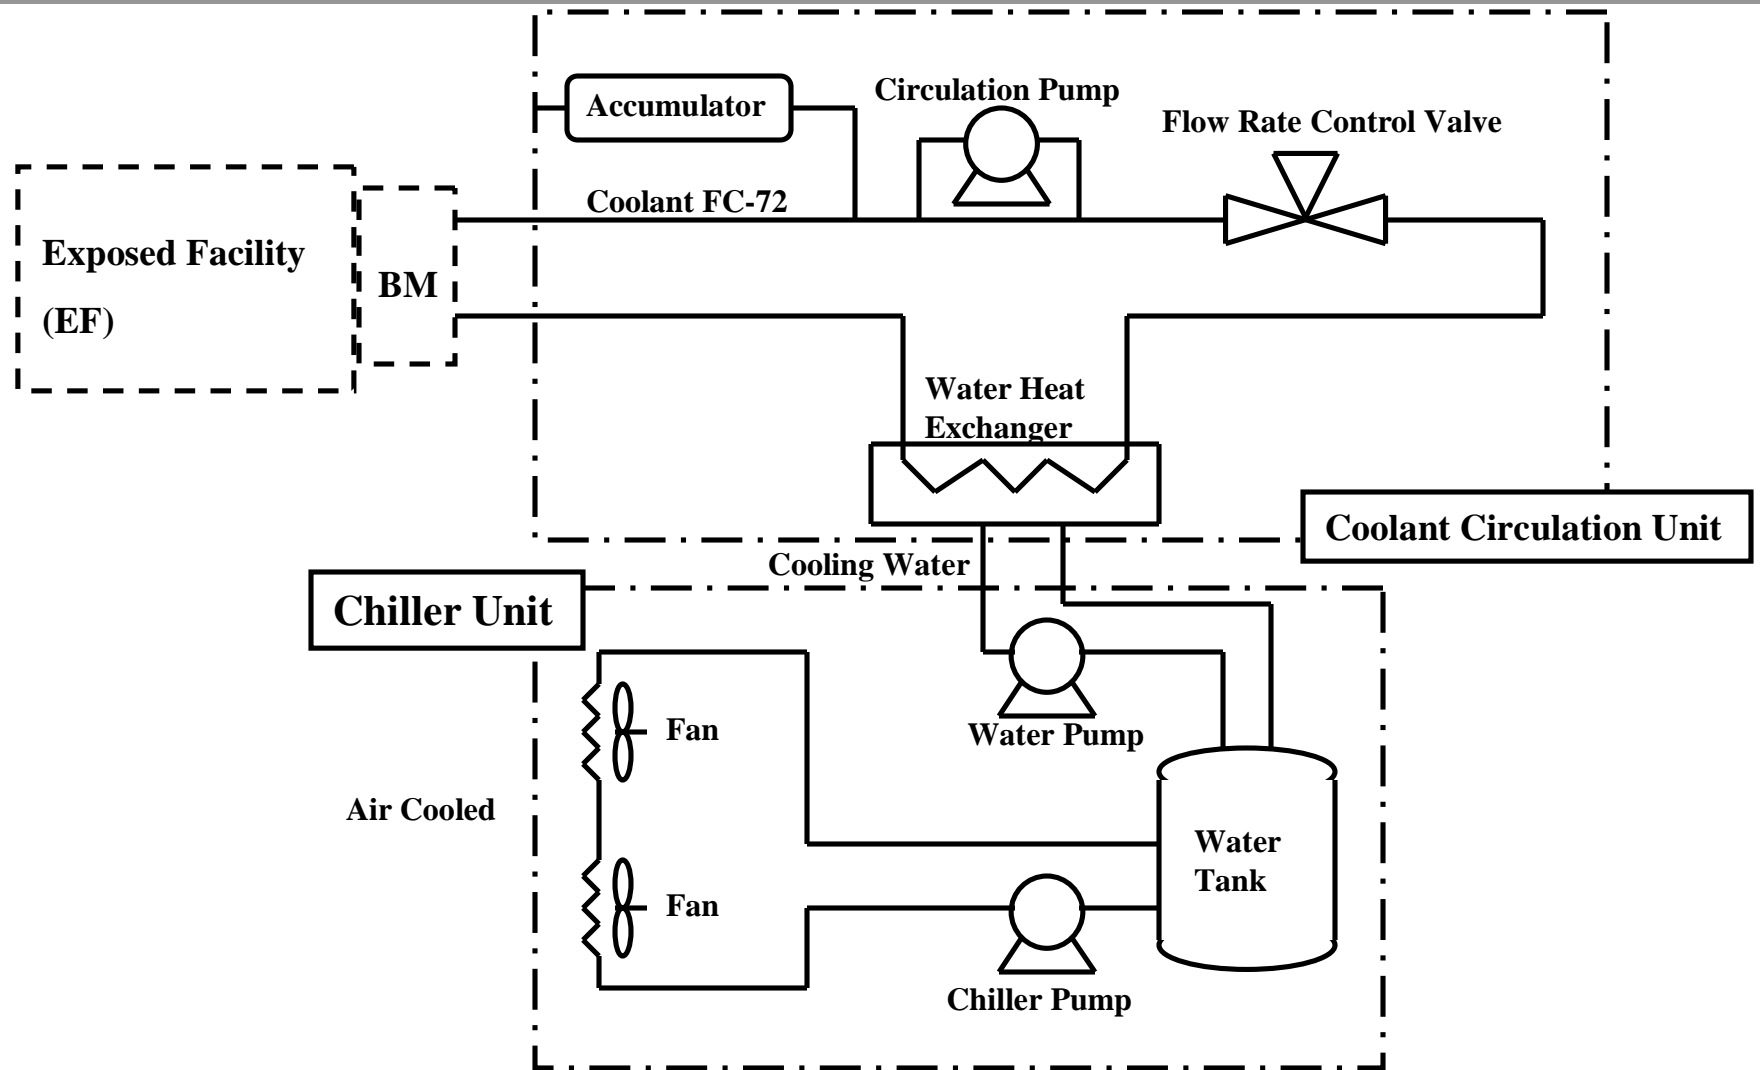 Accumulator
Circulation Pump
Flow Rate Control Valve
Coolant FC-72
Exposed Facility
(EF)
BM
Water Heat
Exchanger
Coolant Circulation Unit
Cooling Water
Chiller Unit
Fan
Water Pump
Air Cooled
Water
Tank
Fan
Chiller Pump